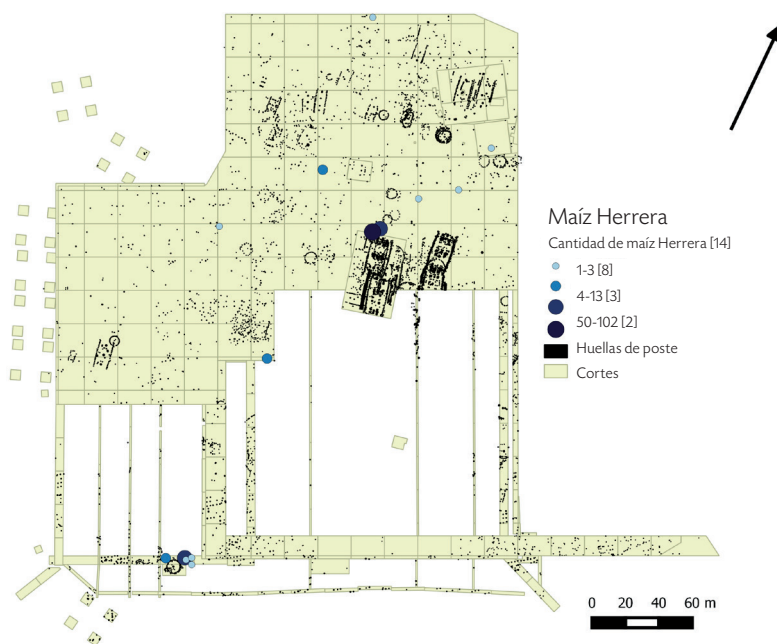 Maíz Herrera
Cantidad de maíz Herrera [14]
1-3 [8]
4-13 [3]
50-102 [2]
Huellas de poste
Cortes
0 20 40 60 m